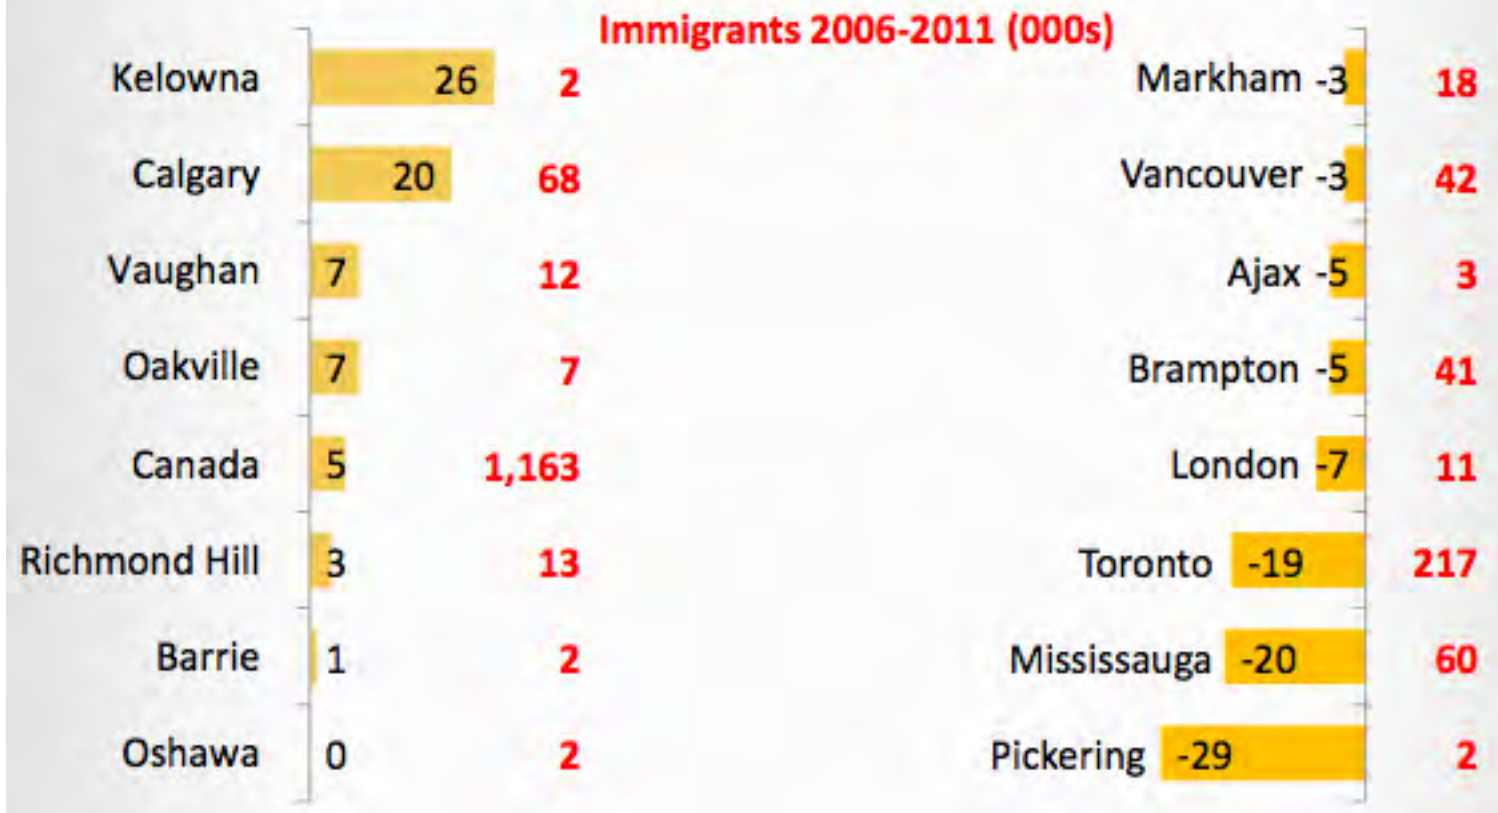 Immigrants 2006-2011 (000s)
Kelowna 26 2
Calgary 20 68
Vaughan 7 12
Oakville 7 7
Canada 5 1,163
Richmond Hill 3 13
Barrie 1 2
Oshawa 0 2
Markham -3 18
Vancouver -3 42
Ajax -5 3
Brampton -5 41
London -7 11
Toronto -19 217
Mississauga -20 60
Pickering -29 2